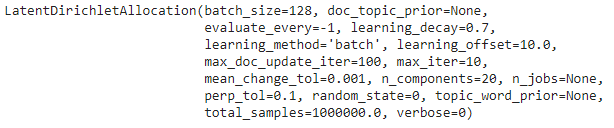 LatentDirichletAllocation(batch_size=128, doc_topic_prior=None,
evaluate_every=-1, learning_decay=0.7,
learning_method='batch', learning_offset=10.0,
max_doc_update_iter=100, max_iter=10,
mean_change_tol=0.001, n_components=20, n_jobs=None,
perp_tol=0.1, random_state=0, topic_word_prior=None,
total_samples=1000000.0, verbose=0)